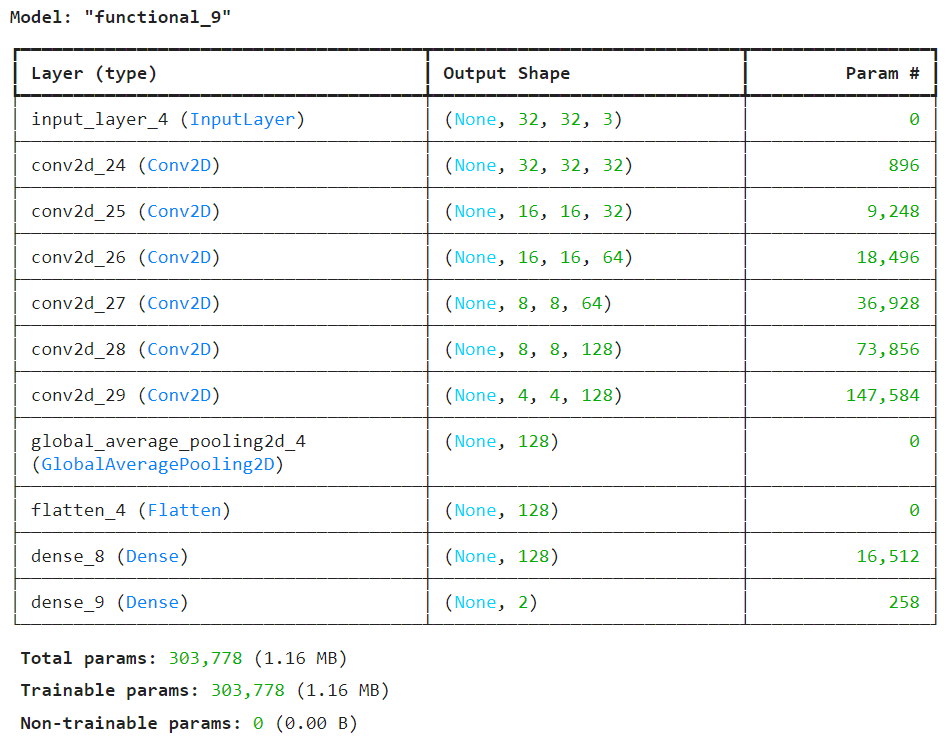 Model: "functional_9"
Layer (type) Output Shape Param #
input_layer_4 (InputLayer) (None, 32, 32, 3) 0
conv2d_24 (Conv2D) (None, 32, 32, 32) 896
conv2d_25 (Conv2D) (None, 16, 16, 32) 9,248
conv2d_26 (Conv2D) (None, 16, 16, 64) 18,496
conv2d_27 (Conv2D) (None, 8, 8, 64) 36,928
conv2d_28 (Conv2D) (None, 8, 8, 128) 73,856
conv2d_29 (Conv2D) (None, 4, 4, 128) 147,584
global_average_pooling2d_4 (None, 128) 0
(GlobalAveragePooling2D)
flatten_4 (Flatten) (None, 128) 0
dense_8 (Dense) (None, 128) 16,512
dense_9 (Dense) (None, 2) 258
Total params: 303,778 (1.16 MB)
Trainable params: 303,778 (1.16 MB)
Non-trainable params: 0 (0.00 B)